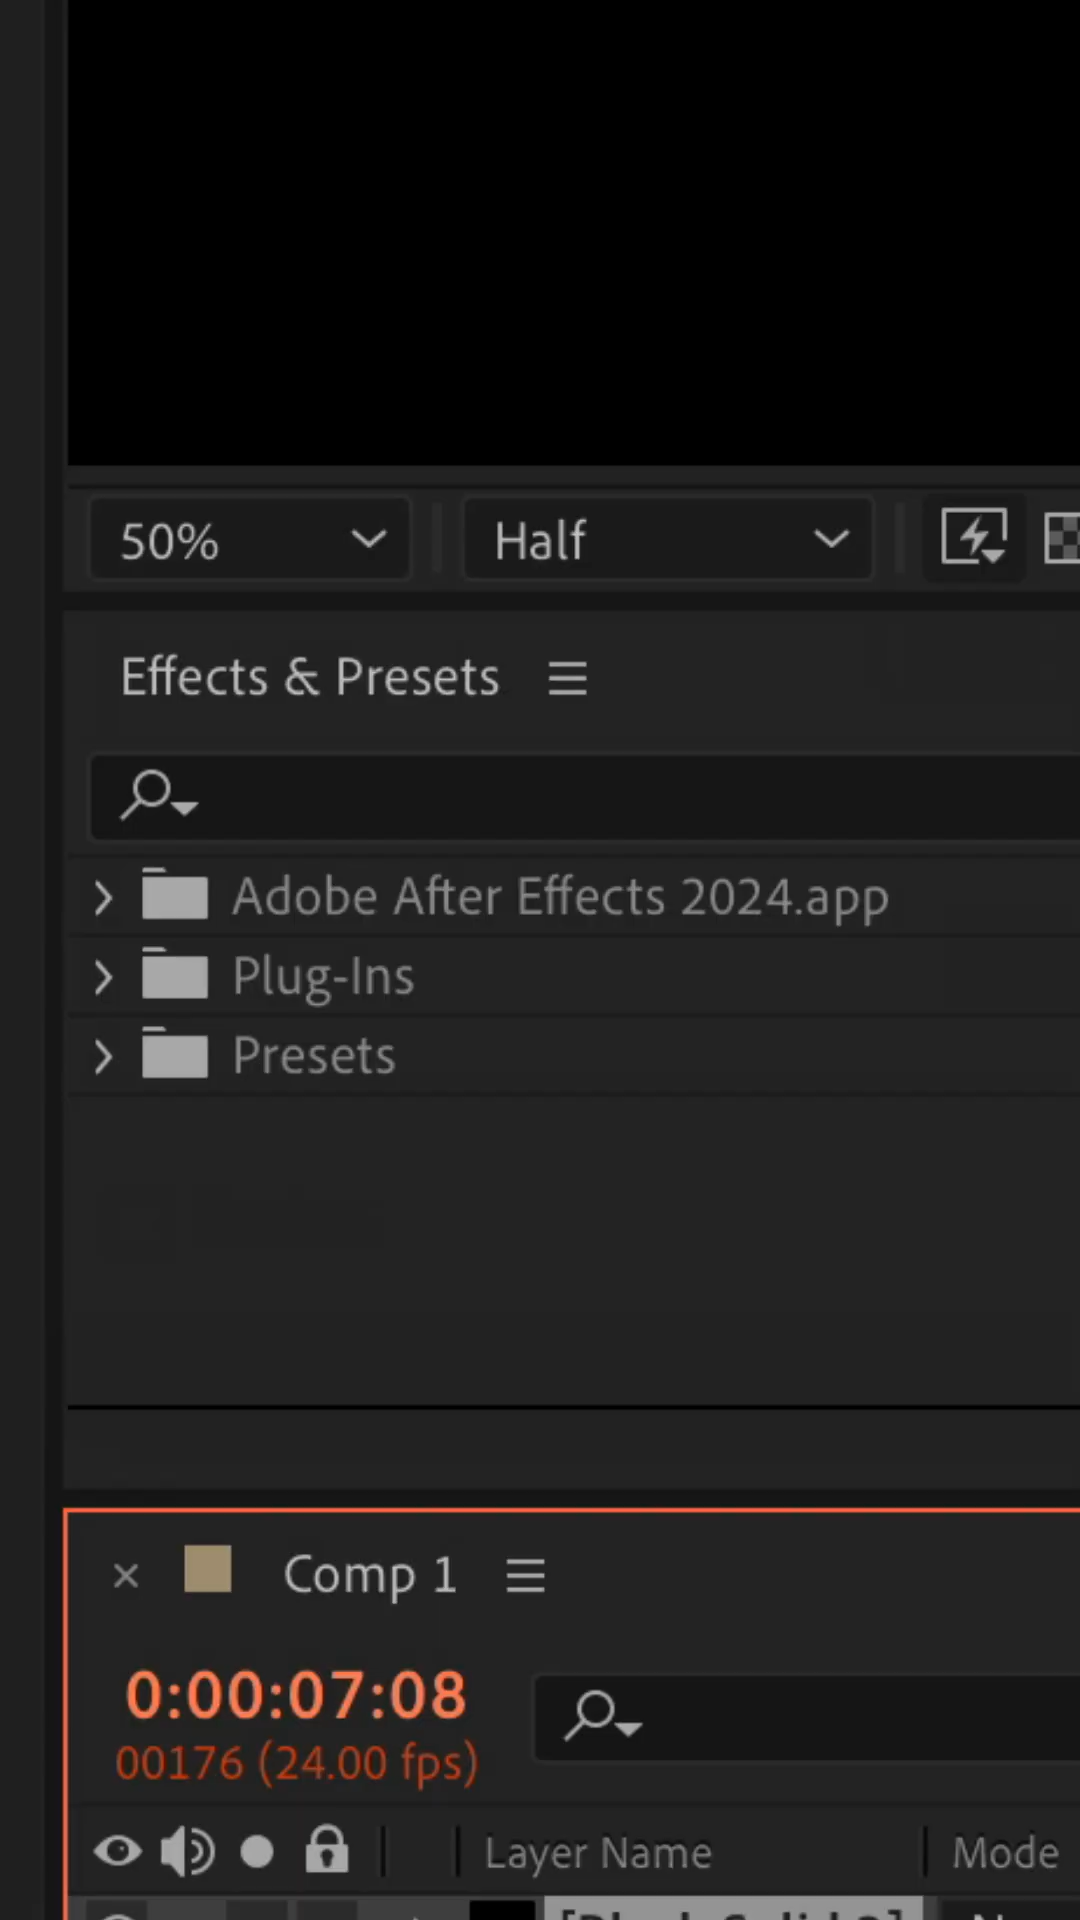 50% Half
Effects & Presets
Adobe After Effects 2024.app
Plug-Ins
Presets
Comp 1
0:00:07:08
00176 (24.00 fps)
Layer Name Mode